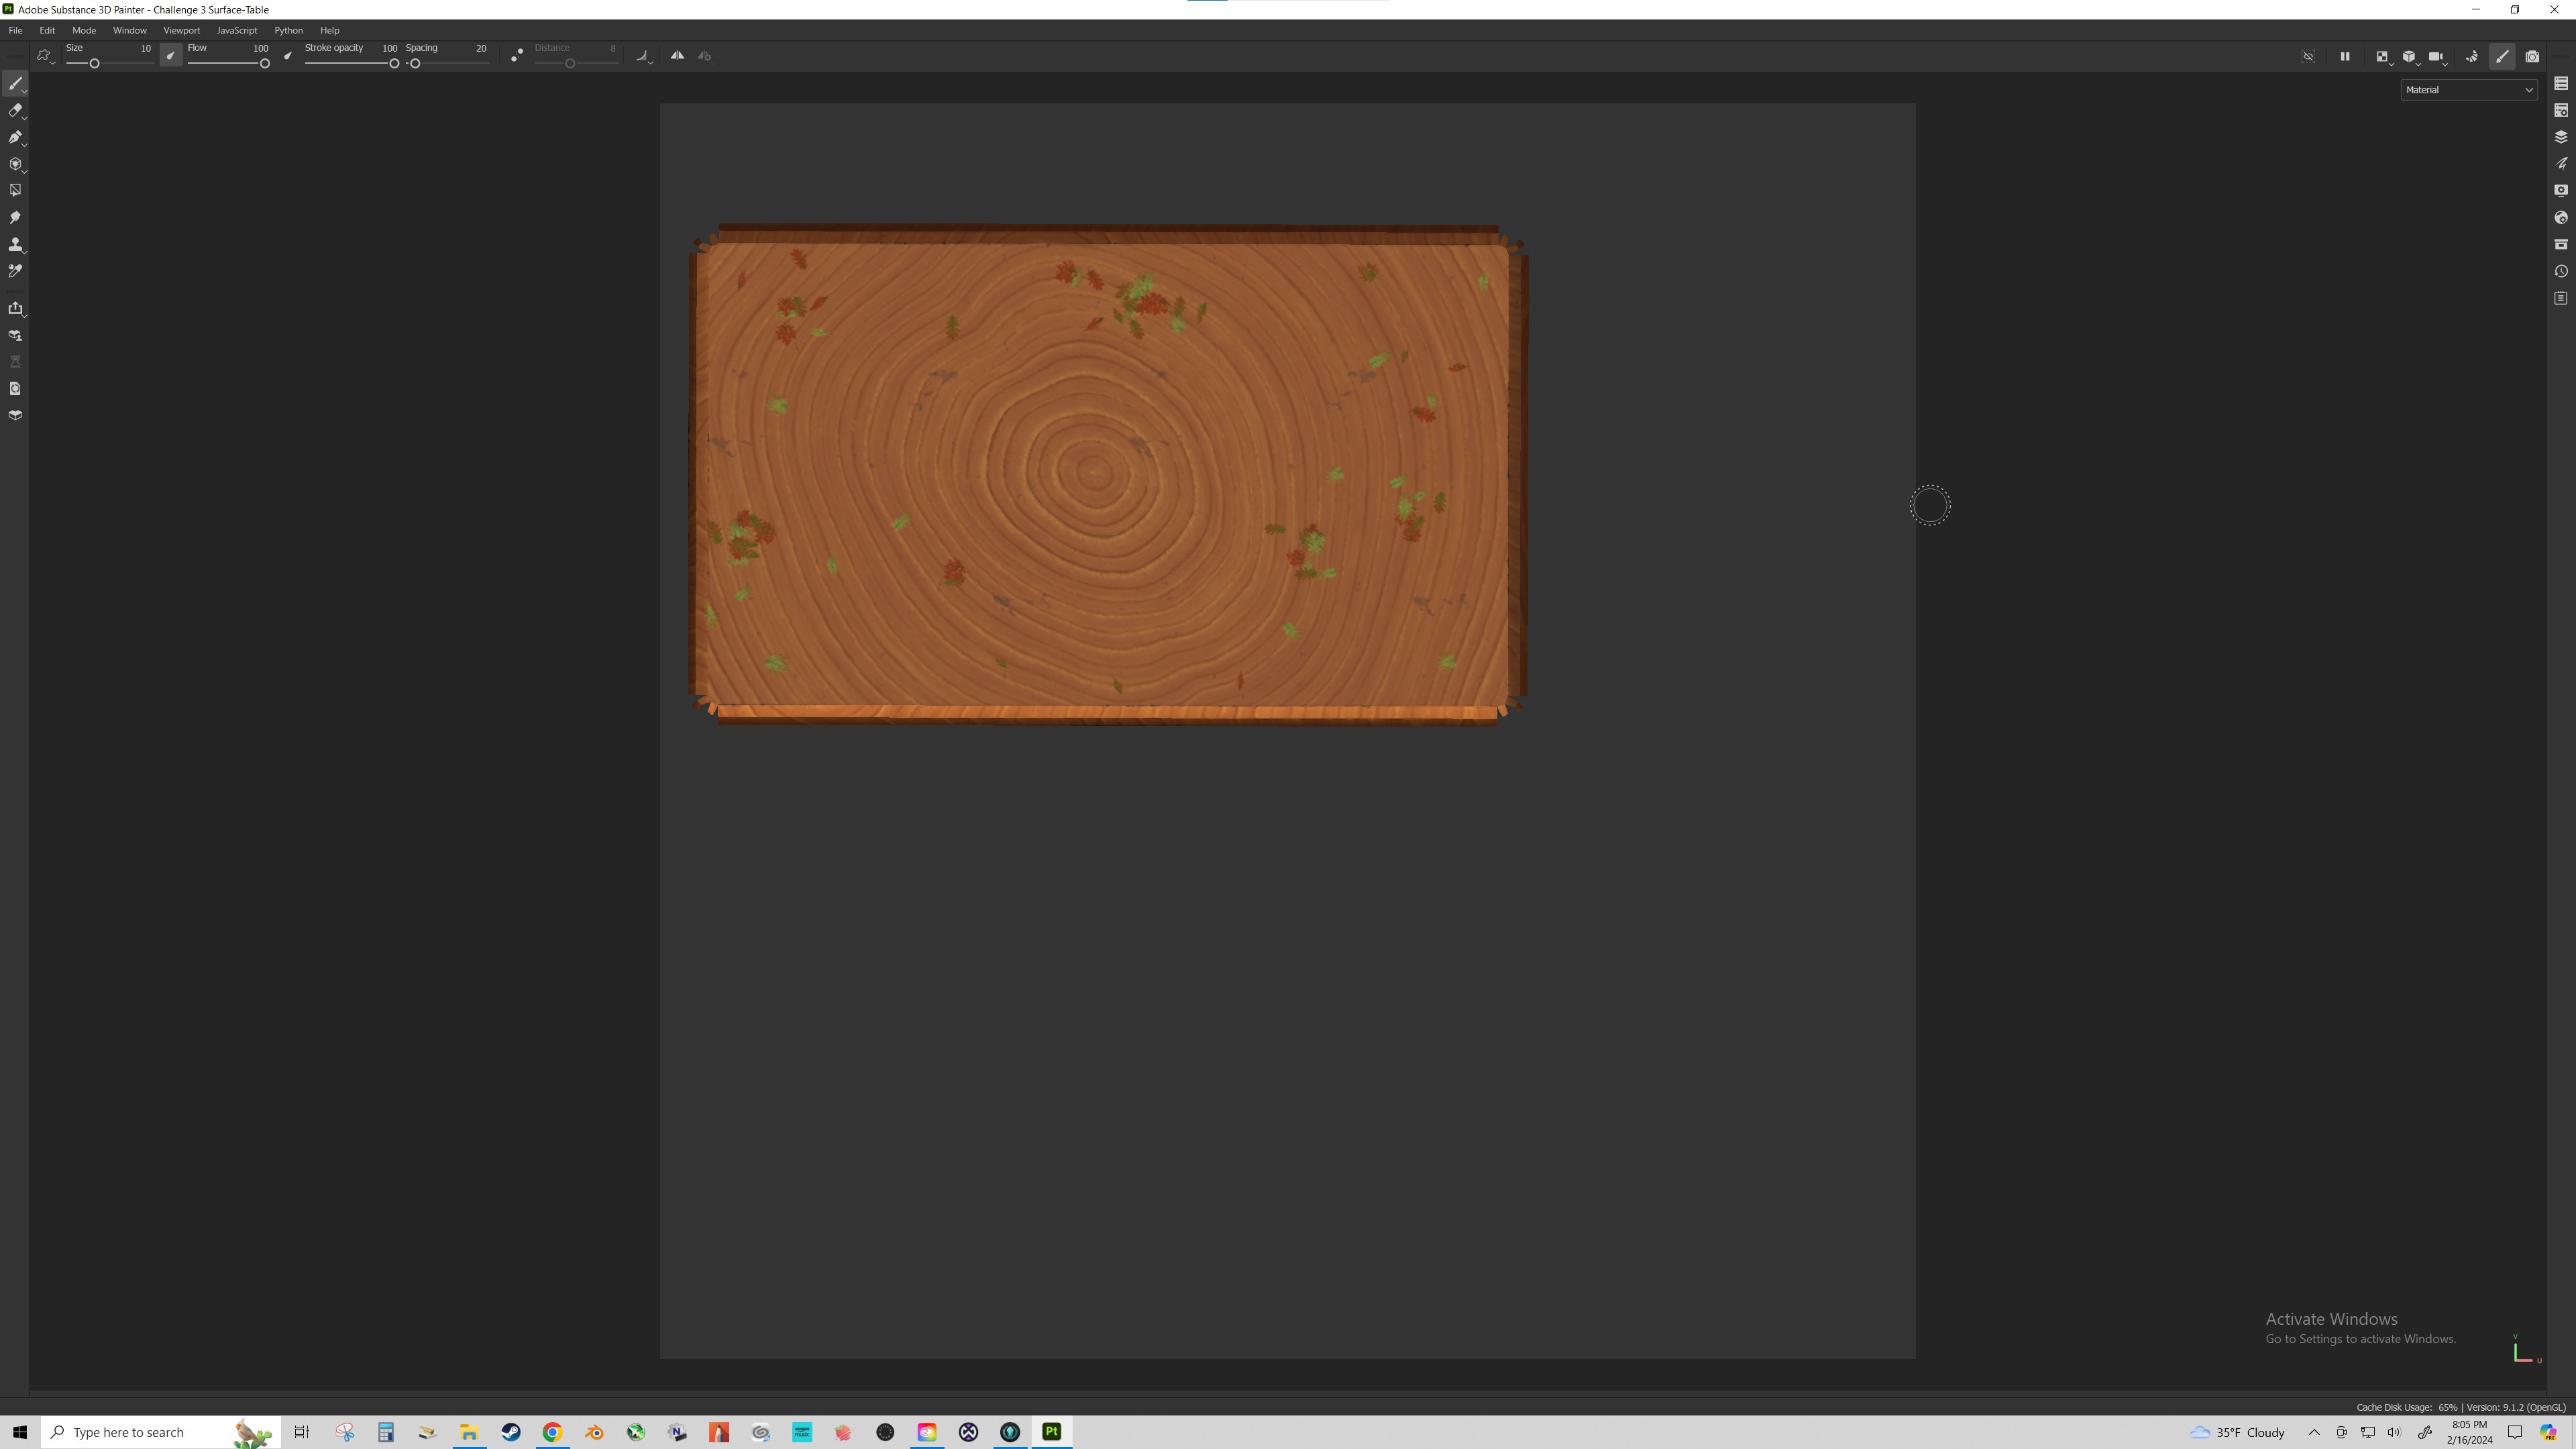 Pt Adobe Substance 3D Painter - Challenge 3 Surface-Table
File Edit Mode Window Viewport JavaScript Python Help
Size 10 Flow 100 Stroke opacity 100 Spacing 20 Distance 8
Material
Activate Windows
Go to Settings to activate Windows.
V
U
Cache Disk Usage: 65% | Version: 9.1.2 (OpenGL)
Type here to search
Pt
35°F Cloudy
8:05 PM
2/16/2024